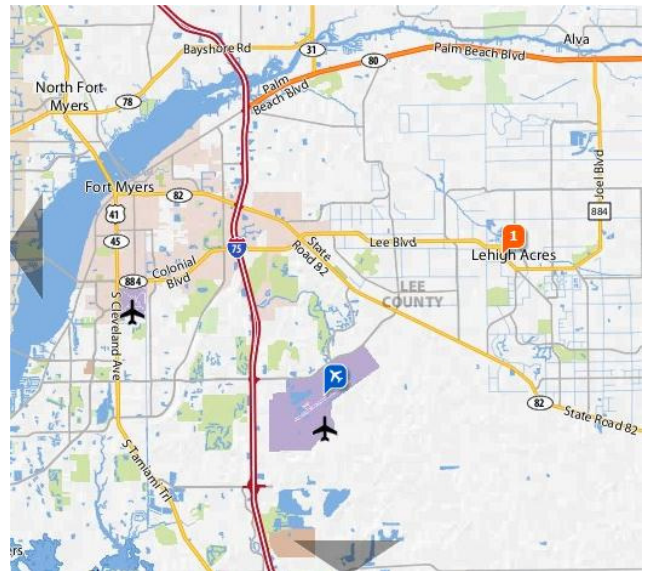 Alva
Bayshore Rd
31
80
Palm Beach Blvd
North Fort
Myers
78
Palm
Beach Blvd
Fort Myers
82
41
45
75
884
Colonial
Blvd
State
Road 82
Lee Blvd
1
Lehigh Acres
884
Joel Blvd
LEE
COUNTY
S Cleveland Ave
82
State Road 82
S Tamiami Trl
ers